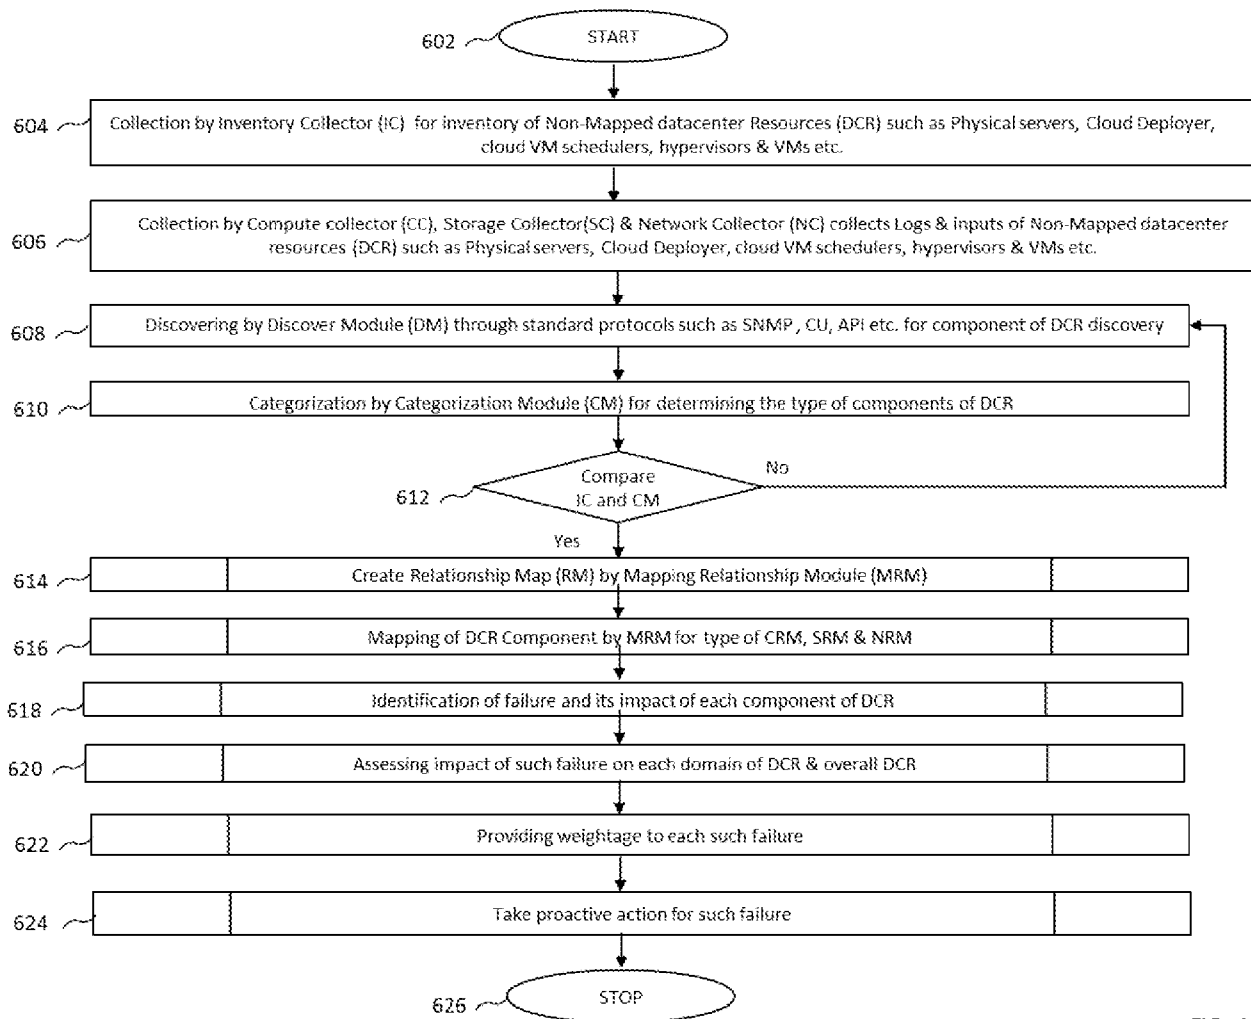 602
START
604
Collection by Inventory Collector (IC) for inventory of Non-Mapped datacenter Resources (DCR) such as Physical servers, Cloud Deployer,
cloud VM schedulers, hypervisors & VMs etc.
606
Collection by Compute collector (CC), Storage Collector(SC) & Network Collector (NC) collects Logs & inputs of Non-Mapped datacenter
resources (DCR) such as Physical servers, Cloud Deployer, cloud VM schedulers, hypervisors & VMs etc.
608
Discovering by Discover Module (DM) through standard protocols such as SNMP, CU, API etc. for component of DCR discovery
610
Categorization by Categorization Module (CM) for determining the type of components of DCR
612
Compare
IC and CM
No
Yes
614
Create Relationship Map (RM) by Mapping Relationship Module (MRM)
616
Mapping of DCR Component by MRM for type of CRM, SRM & NRM
618
Identification of failure and its impact of each component of DCR
620
Assessing impact of such failure on each domain of DCR & overall DCR
622
Providing weightage to each such failure
624
Take proactive action for such failure
626
STOP